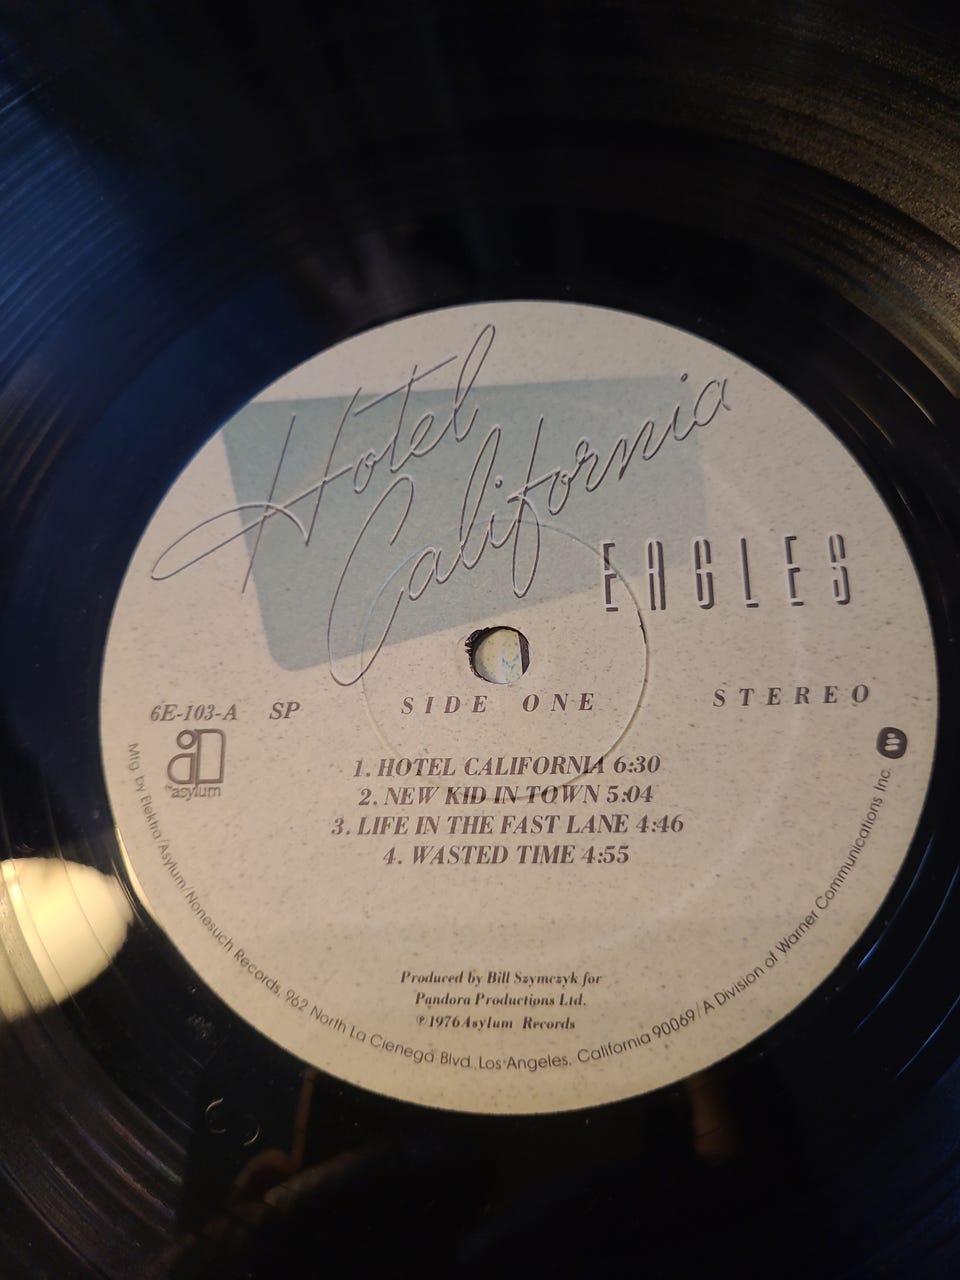 Hotel
California
EAGLES
6E-103-A SP
SIDE ONE
STEREO
asylum
1. HOTEL CALIFORNIA 6:30
2. NEW KID IN TOWN 5:04
3. LIFE IN THE FAST LANE 4:46
4. WASTED TIME 4:55
Produced by Bill Szymczyk for
Pandora Productions Ltd.
℗1976 Asylum Records
Mfg. by Elektra/Asylum/Nonesuch Records, 962 North La Cienega Blvd., Los Angeles, California 90069/A Division of Warner Communications Inc.